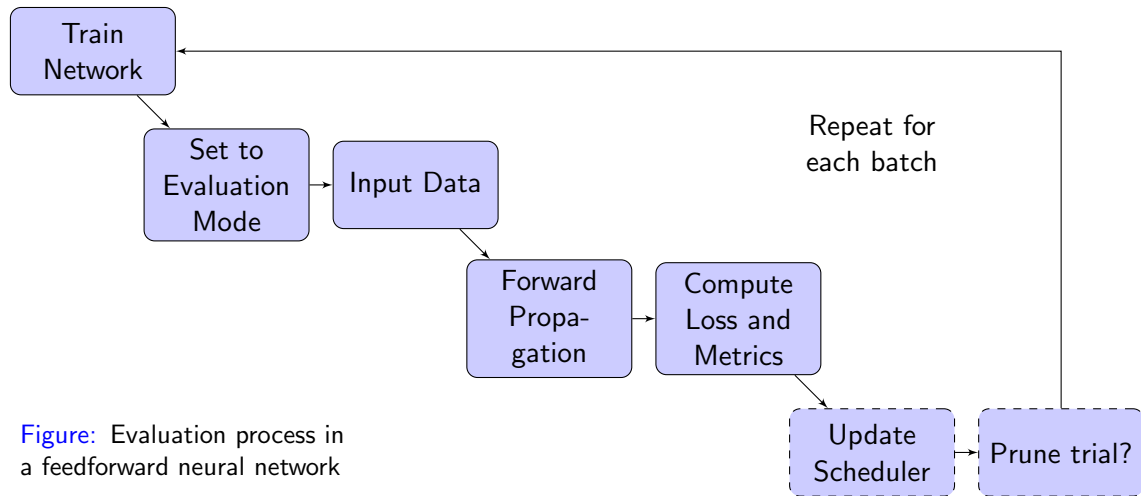 Train
Network
Set to
Evaluation
Mode
Input Data
Repeat for
each batch
Forward
Propa-
gation
Compute
Loss and
Metrics
Update
Scheduler
Prune trial?
Figure: Evaluation process in
a feedforward neural network